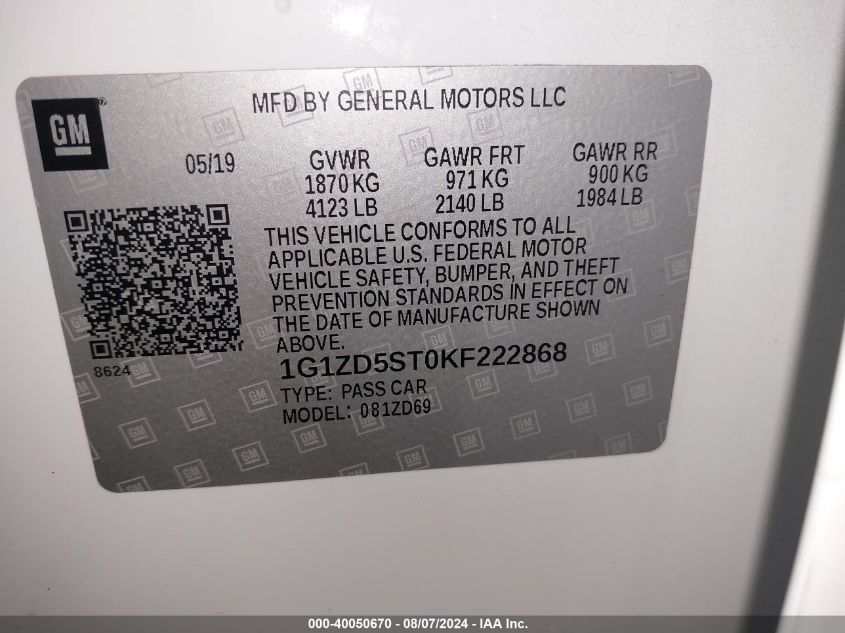 MFD BY GENERAL MOTORS LLC
GM®
05/19
GVWR GAWR FRT GAWR RR
1870 KG 971 KG 900 KG
4123 LB 2140 LB 1984 LB
THIS VEHICLE CONFORMS TO ALL
APPLICABLE U.S. FEDERAL MOTOR
VEHICLE SAFETY, BUMPER, AND THEFT
PREVENTION STANDARDS IN EFFECT ON
THE DATE OF MANUFACTURE SHOWN
ABOVE.
8624
1G1ZD5ST0KF222868
TYPE: PASS CAR
MODEL: 081ZD69
000-40050670 - 08/07/2024 - IAA Inc.